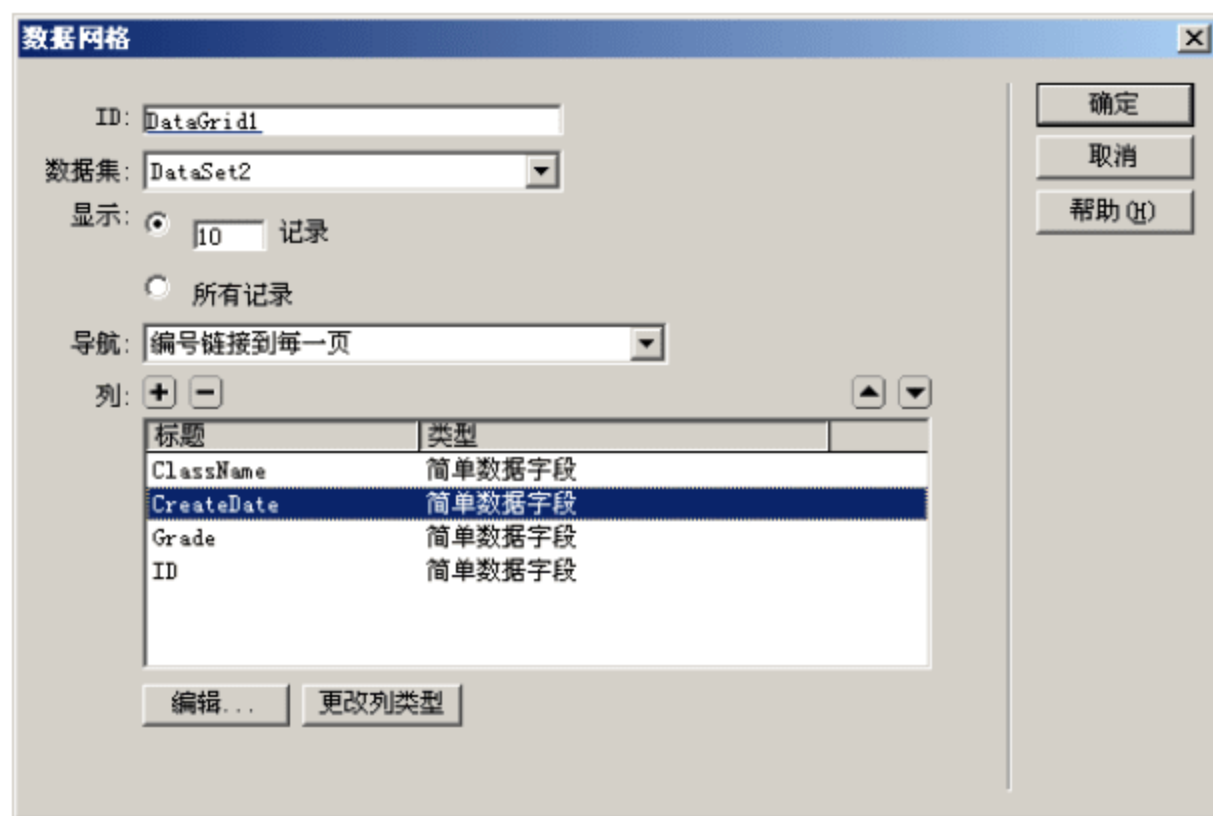 数据网格
ID: DataGrid1
确定
数据集: DataSet2
取消
显示: 10 记录
帮助(H)
所有记录
导航: 编号链接到每一页
列:
标题 类型
ClassName 简单数据字段
CreateDate 简单数据字段
Grade 简单数据字段
ID 简单数据字段
编辑... 更改列类型